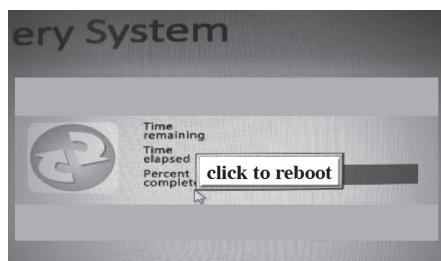 ery System
Time
remaining
Time
elapsed
Percent
complete
click to reboot